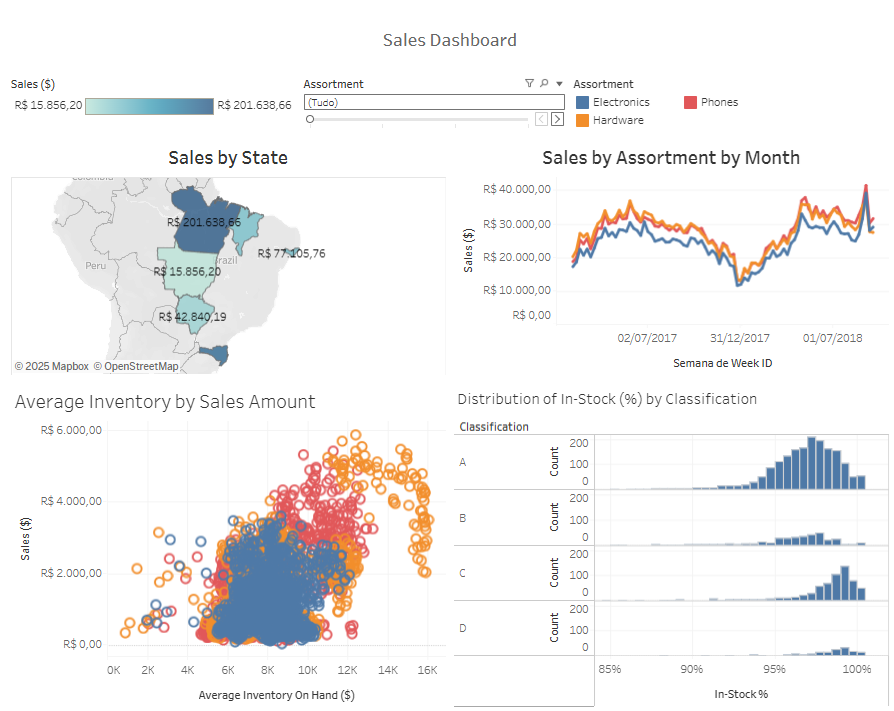 Sales Dashboard
Sales ($)
R$ 15.856,20
R$ 201.638,66
Assortment
(Tudo)
Assortment
Electronics
Phones
Hardware
Sales by State
Colombia
R$ 201.638,66
R$ 77.105,76
Peru
Brazil
R$ 15.856,20
R$ 42.840,19
© 2025 Mapbox © OpenStreetMap
Sales by Assortment by Month
Sales ($)
R$ 40.000,00
R$ 30.000,00
R$ 20.000,00
R$ 10.000,00
R$ 0,00
02/07/2017
31/12/2017
01/07/2018
Semana de Week ID
Average Inventory by Sales Amount
Sales ($)
R$ 6.000,00
R$ 4.000,00
R$ 2.000,00
R$ 0,00
0K 2K 4K 6K 8K 10K 12K 14K 16K
Average Inventory On Hand ($)
Distribution of In-Stock (%) by Classification
Classification
A
Count
200
100
0
B
Count
200
100
0
C
Count
200
100
0
D
Count
200
100
0
85% 90% 95% 100%
In-Stock %